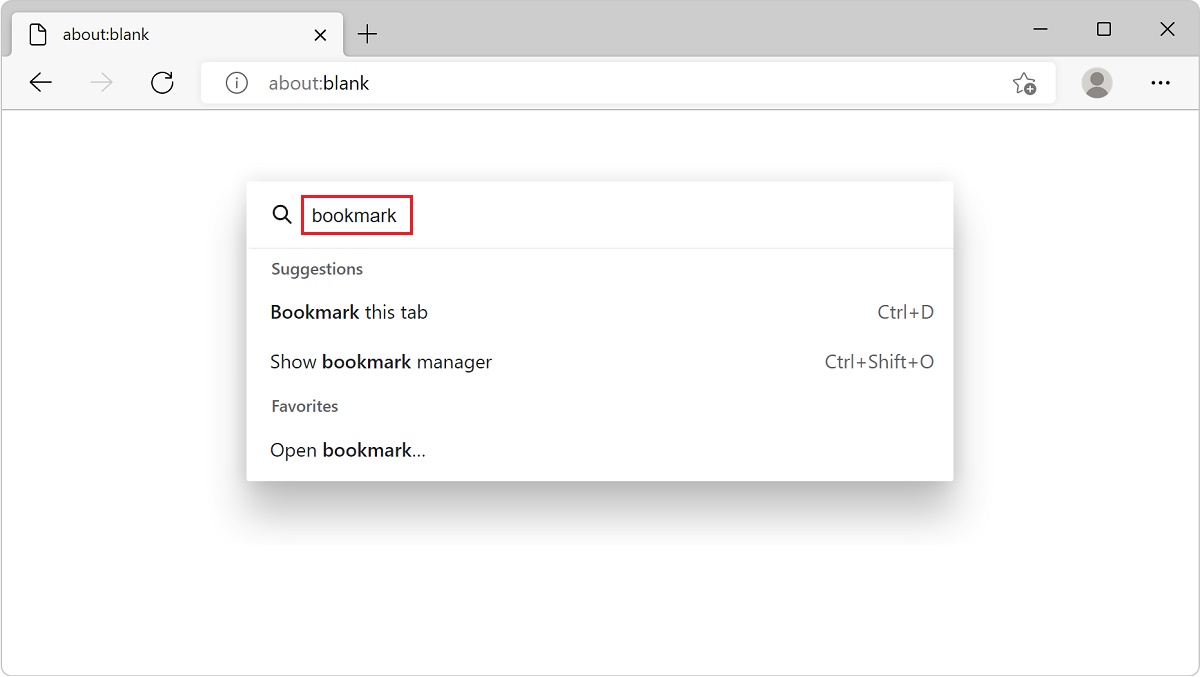 about:blank
about:blank
bookmark
Suggestions
Bookmark this tab Ctrl+D
Show bookmark manager Ctrl+Shift+O
Favorites
Open bookmark...